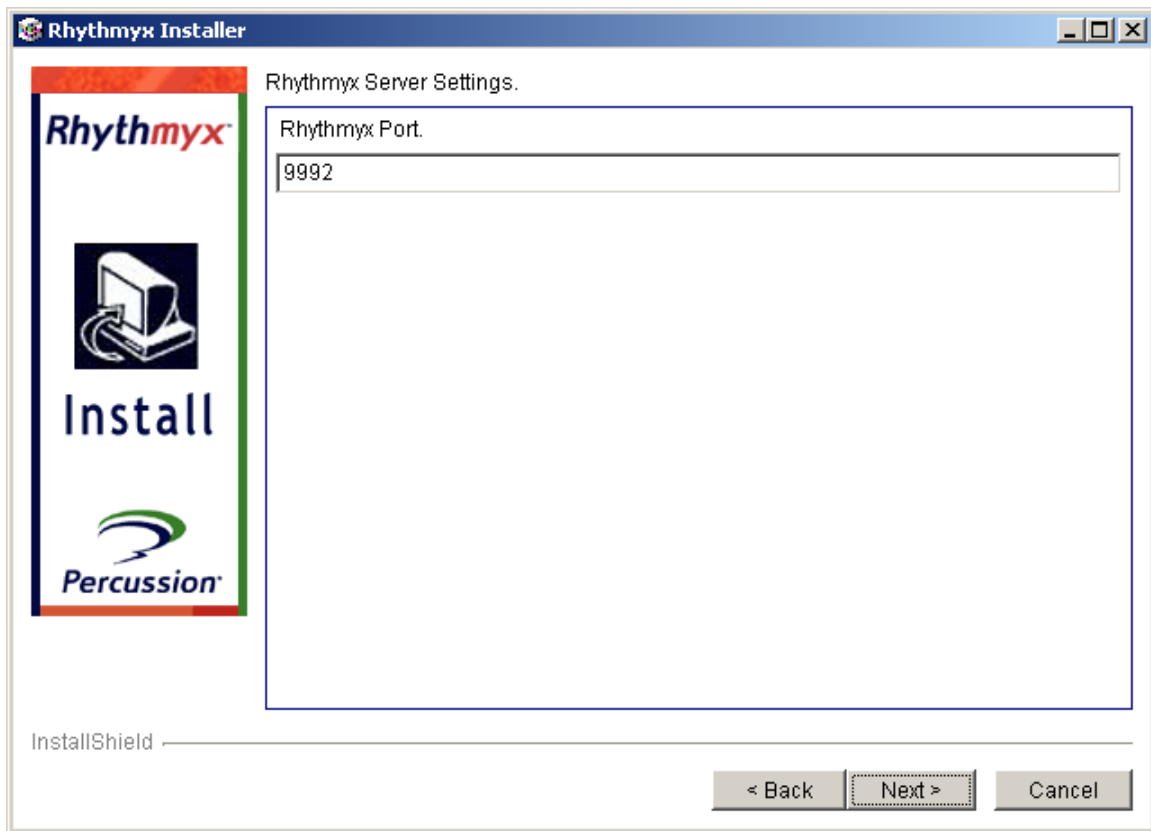 Rhythmyx Installer
Rhythmyx Server Settings.
Rhythmyx
Rhythmyx Port.
9992
Install
Percussion
InstallShield
< Back
Next >
Cancel